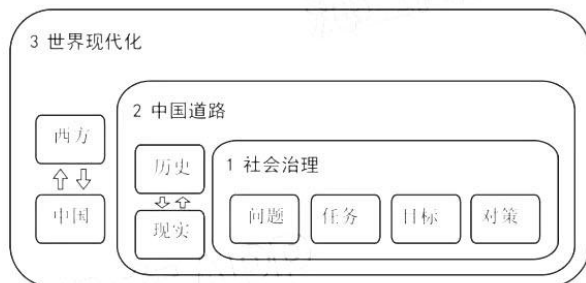 3 世界现代化
2 中国道路
西方
历史
1 社会治理
中国
现实
问题
任务
目标
对策